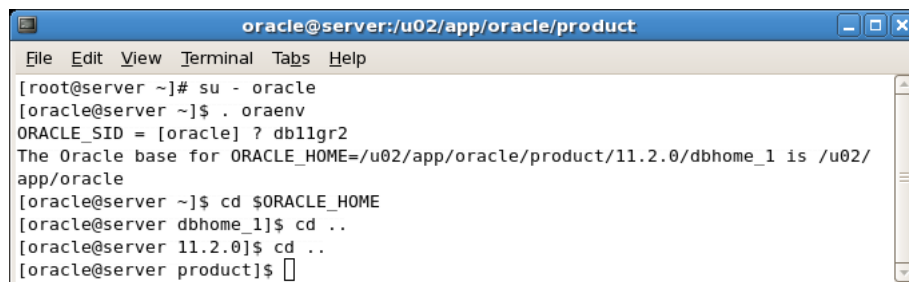 oracle@server:/u02/app/oracle/product
File Edit View Terminal Tabs Help
[root@server ~]# su - oracle
[oracle@server ~]$ . oraenv
ORACLE_SID = [oracle] ? db11gr2
The Oracle base for ORACLE_HOME=/u02/app/oracle/product/11.2.0/dbhome_1 is /u02/
app/oracle
[oracle@server ~]$ cd $ORACLE_HOME
[oracle@server dbhome_1]$ cd ..
[oracle@server 11.2.0]$ cd ..
[oracle@server product]$